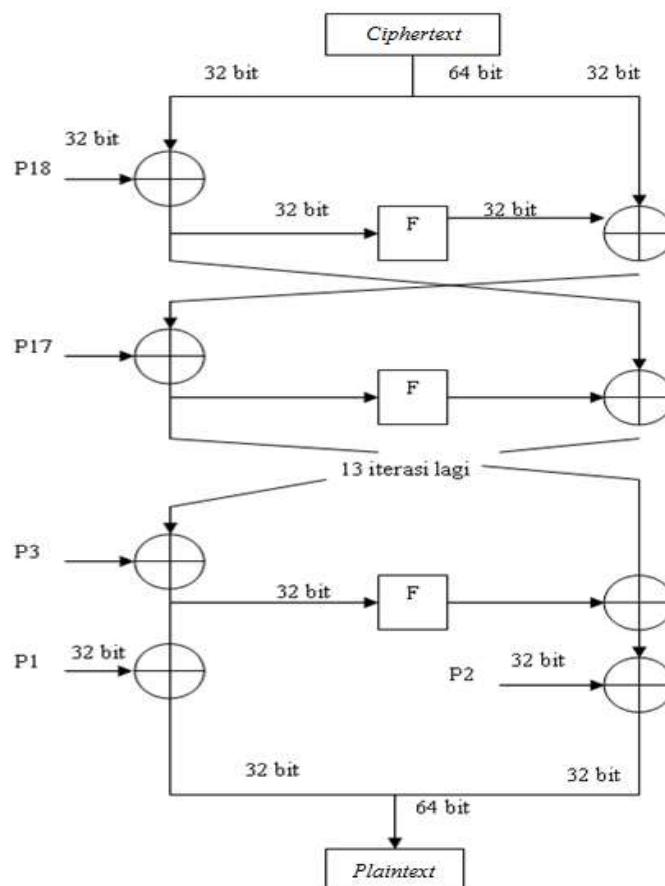 Ciphertext
32 bit 64 bit 32 bit
32 bit
P18
32 bit F 32 bit
P17
F
13 iterasi lagi
P3
32 bit F
P1 32 bit
P2 32 bit
32 bit 32 bit
64 bit
Plaintext